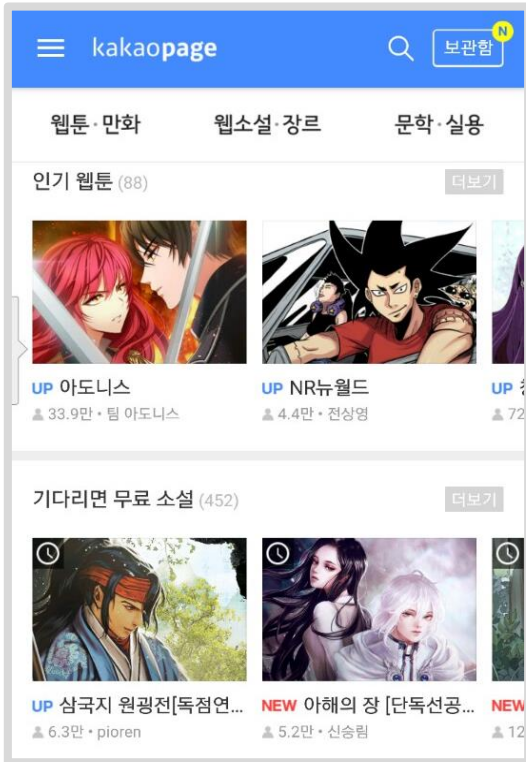 kakaopage 보관함 N
웹툰·만화 웹소설·장르 문학·실용
인기 웹툰 (88) 더보기
UP 아도니스 UP NR뉴월드 UP
33.9만 • 팀 아도니스 4.4만 • 전상영 72
기다리면 무료 소설 (452) 더보기
UP 삼국지 원굉전[독점연... NEW 아해의 장 [단독선공... NEW
6.3만 • pioren 5.2만 • 신승림 12